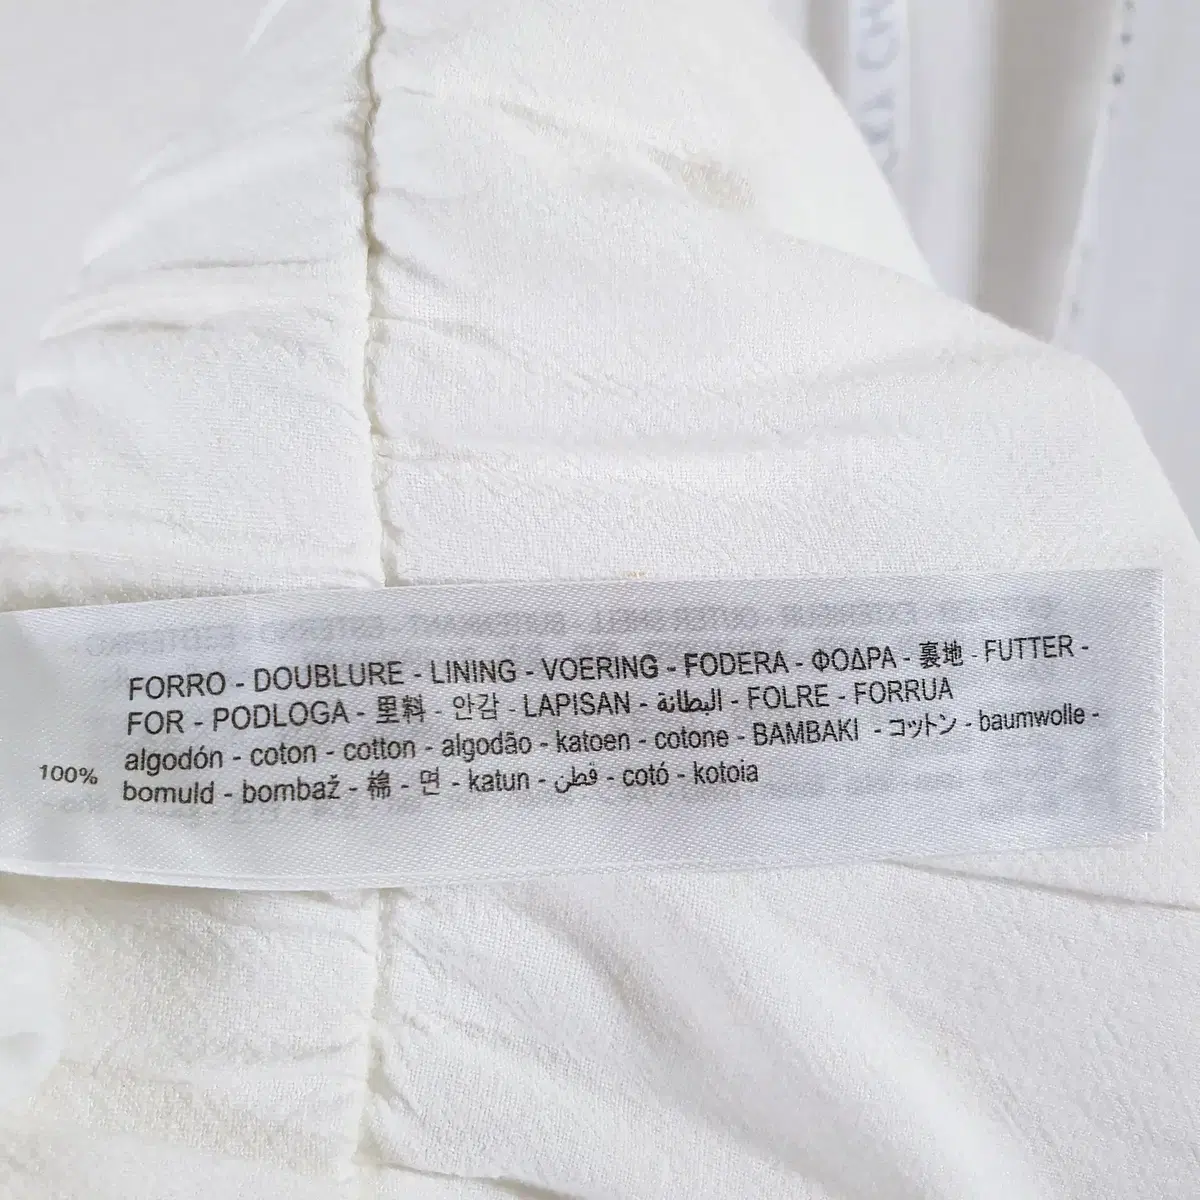 FORRO - DOUBLURE - LINING - VOERING - FODERA - ΦΟΔΡΑ - 裏地 - FUTTER -
FOR - PODLOGA - 里料 - 안감 - LAPISAN - البطانة - FOLRE - FORRUA
algodón - coton - cotton - algodão - katoen - cotone - BAMBAKI - コットン - baumwolle -
100% bomuld - bombaž - 棉 - 면 - katun - قطن - cotó - kotoia